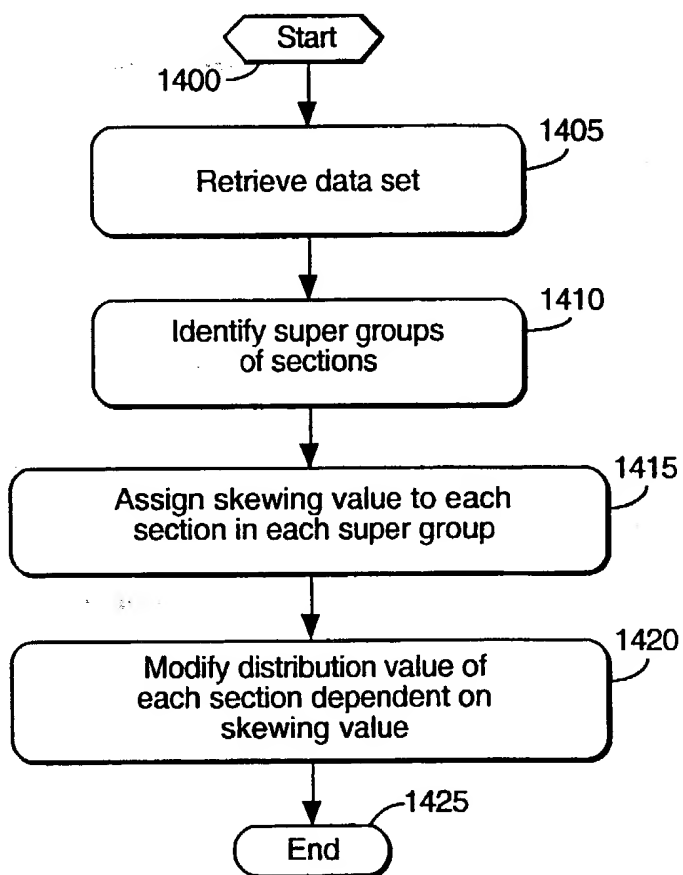 Start
1400
1405
Retrieve data set
1410
Identify super groups
of sections
1415
Assign skewing value to each
section in each super group
1420
Modify distribution value of
each section dependent on
skewing value
1425
End